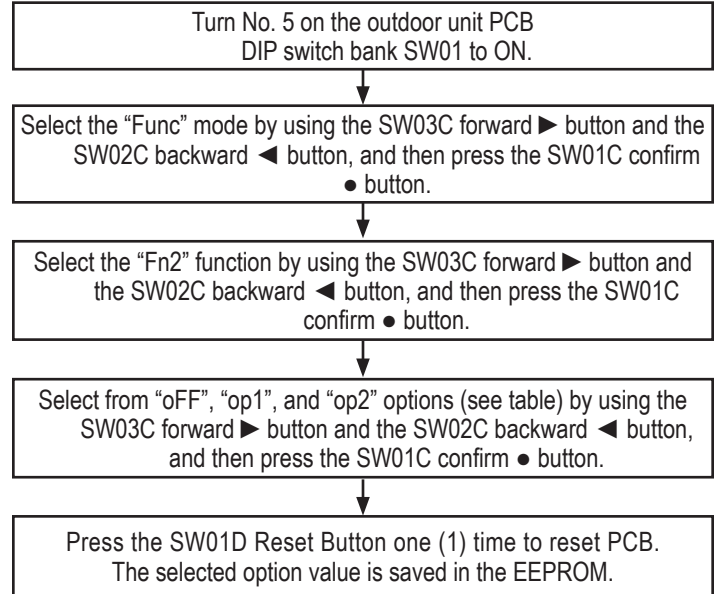 Turn No. 5 on the outdoor unit PCB
DIP switch bank SW01 to ON.
Select the “Func” mode by using the SW03C forward ► button and the
SW02C backward ◄ button, and then press the SW01C confirm
● button.
Select the “Fn2” function by using the SW03C forward ► button and
the SW02C backward ◄ button, and then press the SW01C
confirm ● button.
Select from “oFF”, “op1”, and “op2” options (see table) by using the
SW03C forward ► button and the SW02C backward ◄ button,
and then press the SW01C confirm ● button.
Press the SW01D Reset Button one (1) time to reset PCB.
The selected option value is saved in the EEPROM.